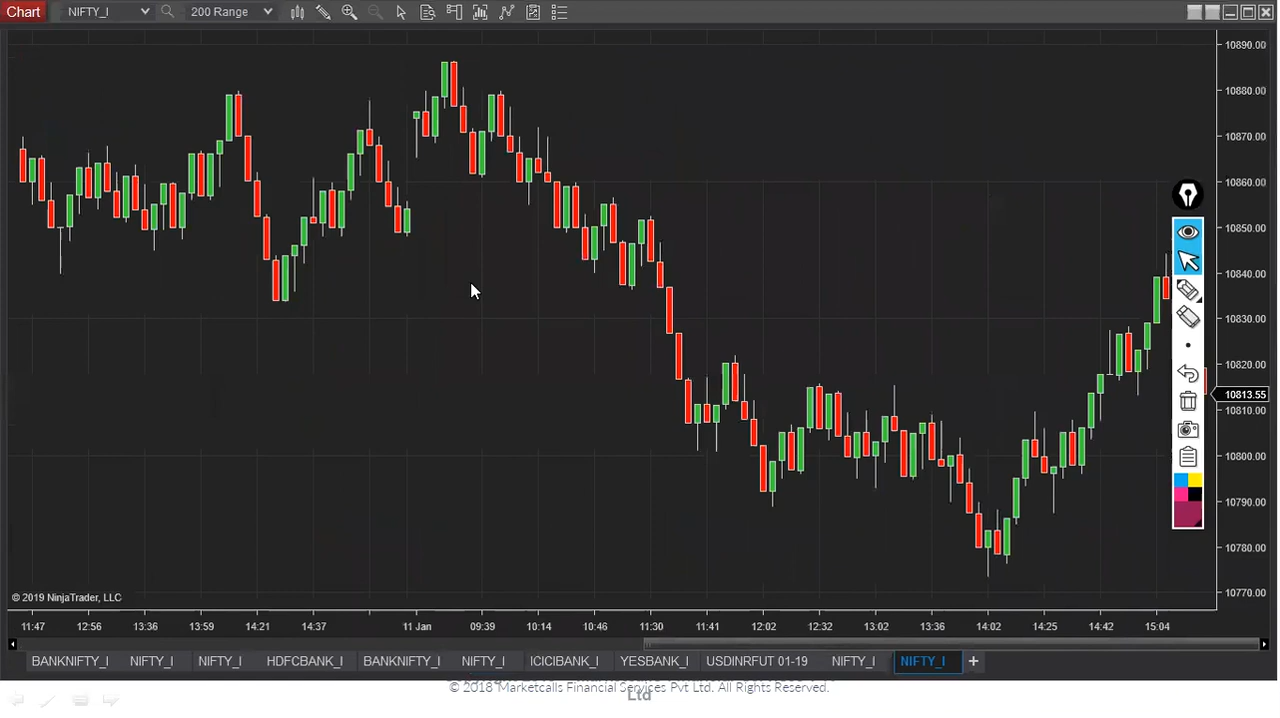 Chart NIFTY_I 200 Range
10890.00
10880.00
10870.00
10860.00
10850.00
10840.00
10830.00
10820.00
10813.55
10810.00
10800.00
10790.00
10780.00
10770.00
© 2019 NinjaTrader, LLC
11:47 12:56 13:36 13:59 14:21 14:37 11 Jan 09:39 10:14 10:46 11:30 11:41 12:02 12:32 13:02 13:36 14:02 14:25 14:42 15:04
BANKNIFTY_I NIFTY_I NIFTY_I HDFCBANK_I BANKNIFTY_I NIFTY_I ICICIBANK_I YESBANK_I USDINRFUT 01-19 NIFTY_I NIFTY_I +
© 2018 Marketcalls Financial Services Pvt Ltd. All Rights Reserved.
Ltd